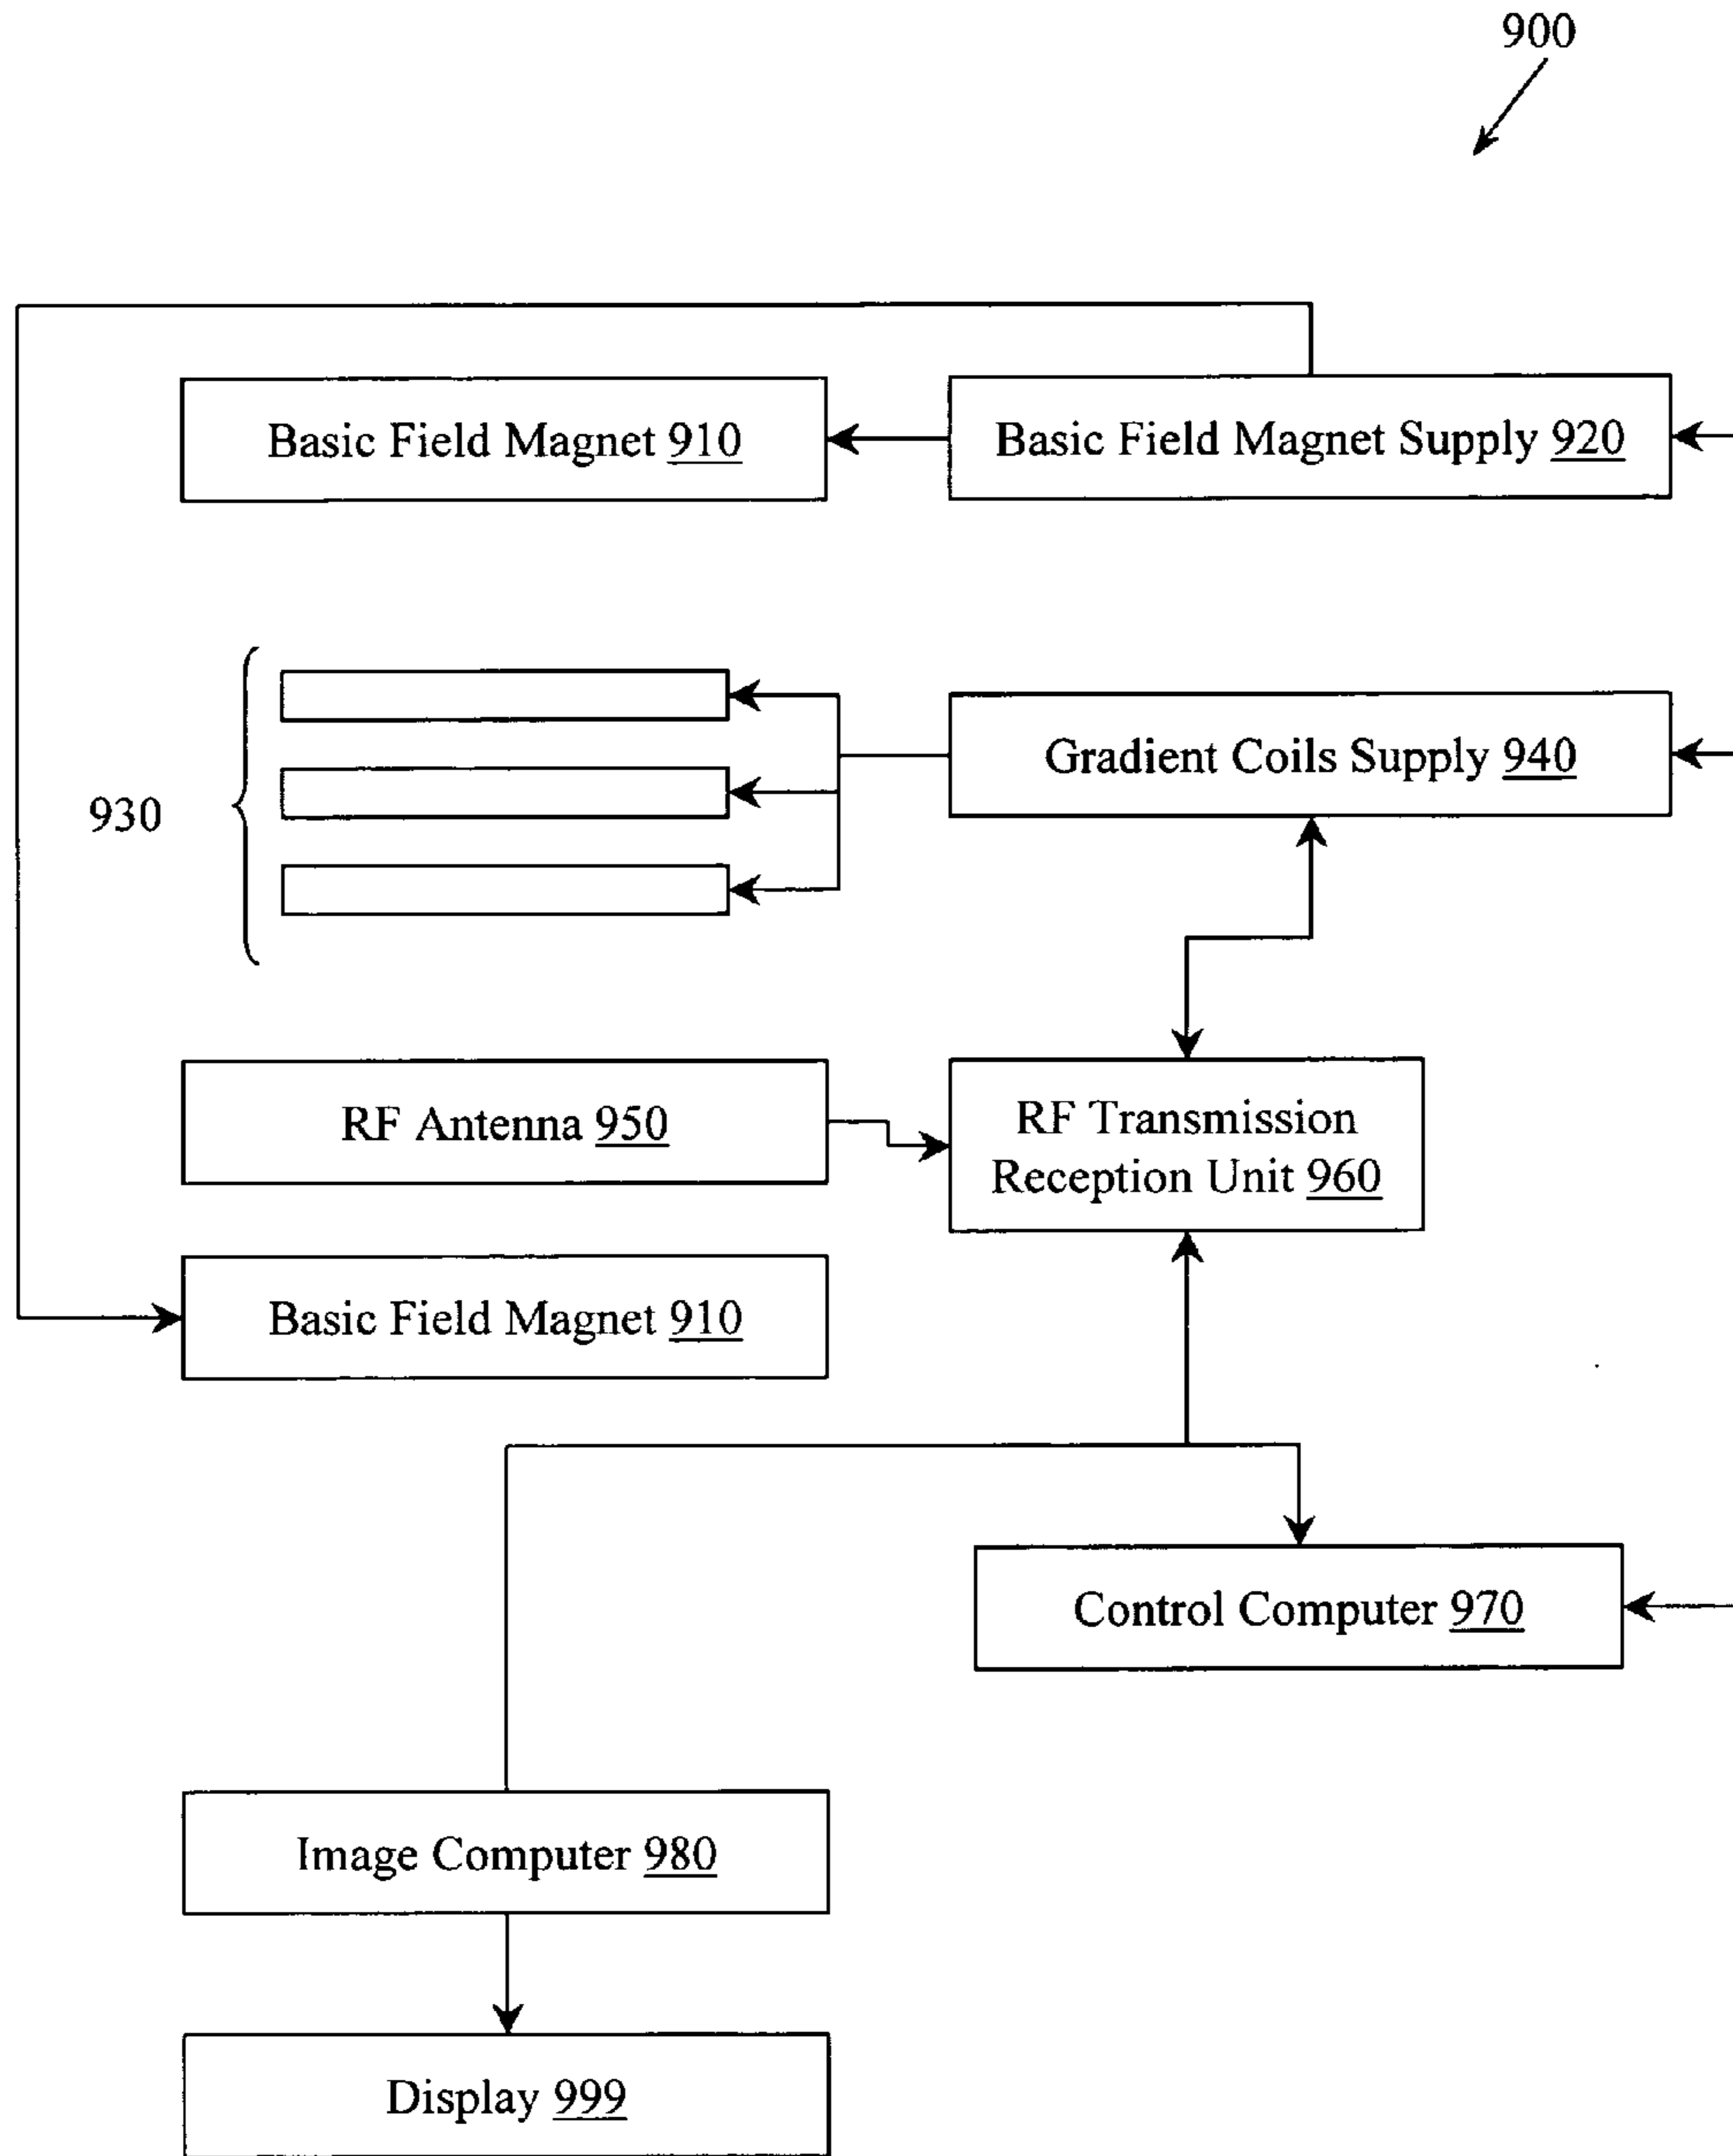 900
Basic Field Magnet 910
Basic Field Magnet Supply 920
930
Gradient Coils Supply 940
RF Antenna 950
RF Transmission
Reception Unit 960
Basic Field Magnet 910
Control Computer 970
Image Computer 980
Display 999